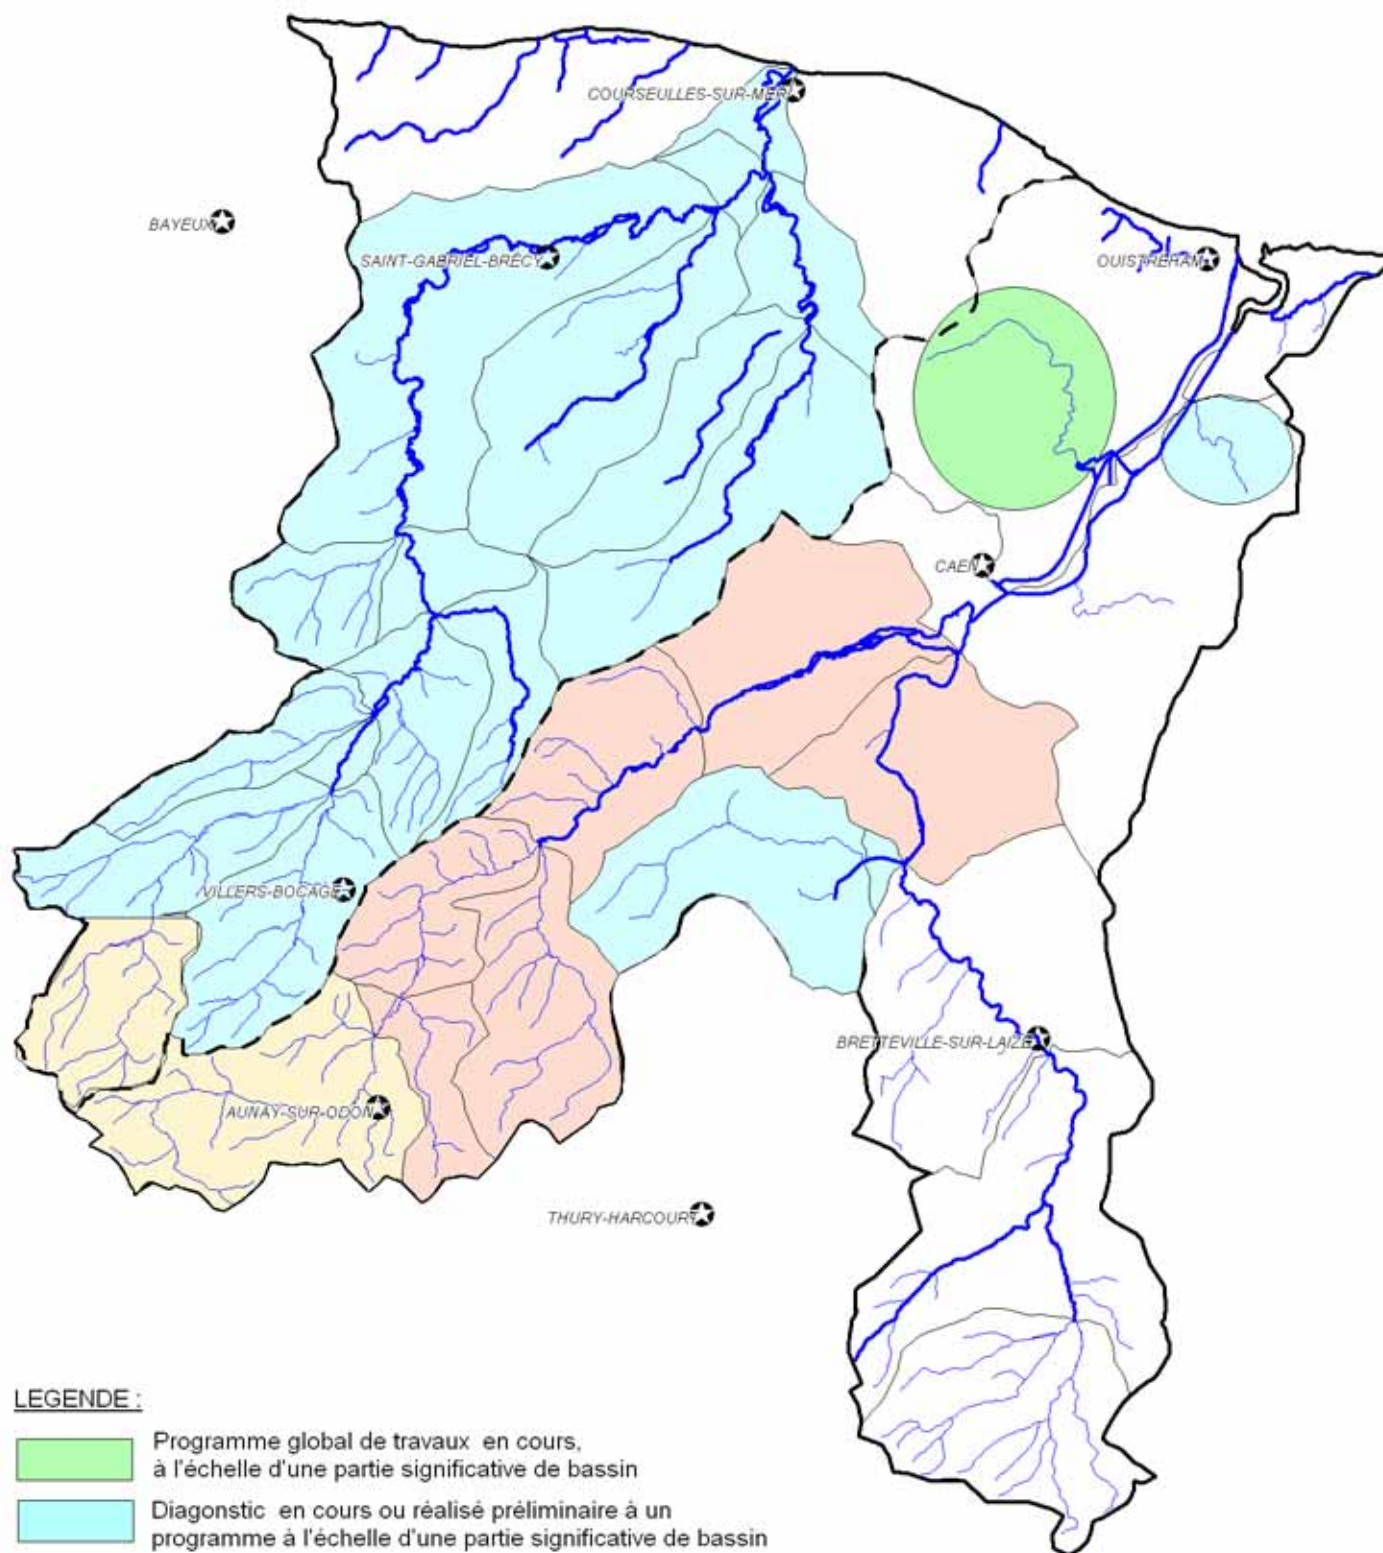 COURSEULLES-SUR-MER
BAYEUX
SAINT-GABRIEL-BRECY
OUISTREHAM
CAEN
VILLERS-BOCAGE
BRETTEVILLE-SUR-LAIZE
AUNAY-SUR-ODON
THURY-HARCOURT
LEGENDE :
Programme global de travaux en cours,
à l'échelle d'une partie significative de bassin
Diagonstic en cours ou réalisé préliminaire à un
programme à l'échelle d'une partie significative de bassin